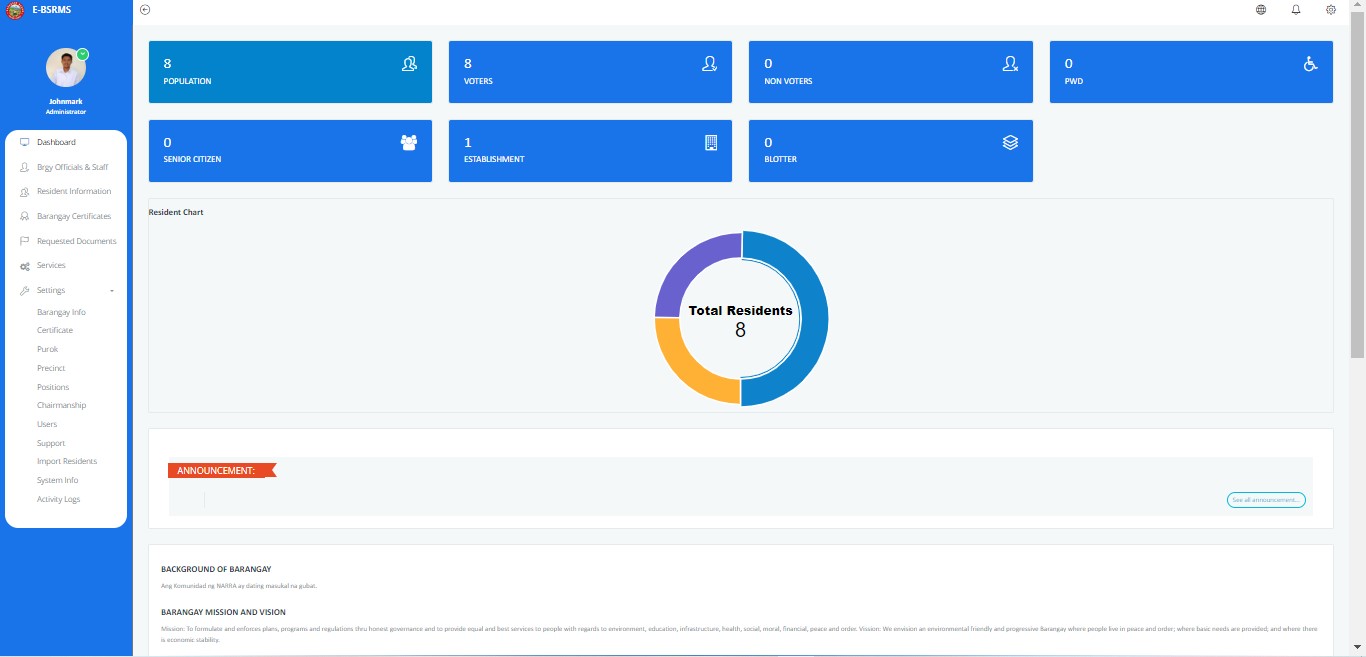 E-BSRMS
Johnmark
Administrator
Dashboard
Brgy Officials & Staff
Resident Information
Barangay Certificates
Requested Documents
Services
Settings
Barangay Info
Certificate
Purok
Precinct
Positions
Chairmanship
Users
Support
Import Residents
System Info
Activity Logs
8
POPULATION
8
VOTERS
0
NON VOTERS
0
PWD
0
SENIOR CITIZEN
1
ESTABLISHMENT
0
BLOTTER
Resident Chart
Total Residents
8
ANNOUNCEMENT:
See all announcement...
BACKGROUND OF BARANGAY
Ang Komunidad ng NARRA ay dating masukal na gubat.
BARANGAY MISSION AND VISION
Mission: To formulate and enforces plans, programs and regulations thru honest governance and to provide equal and best services to people with regards to environment, education, infrastructure, health, social, moral, financial, peace and order. Vission: We envision an environmental friendly and progressive Barangay where people live in peace and order; where basic needs are provided; and where there
is economic stability.